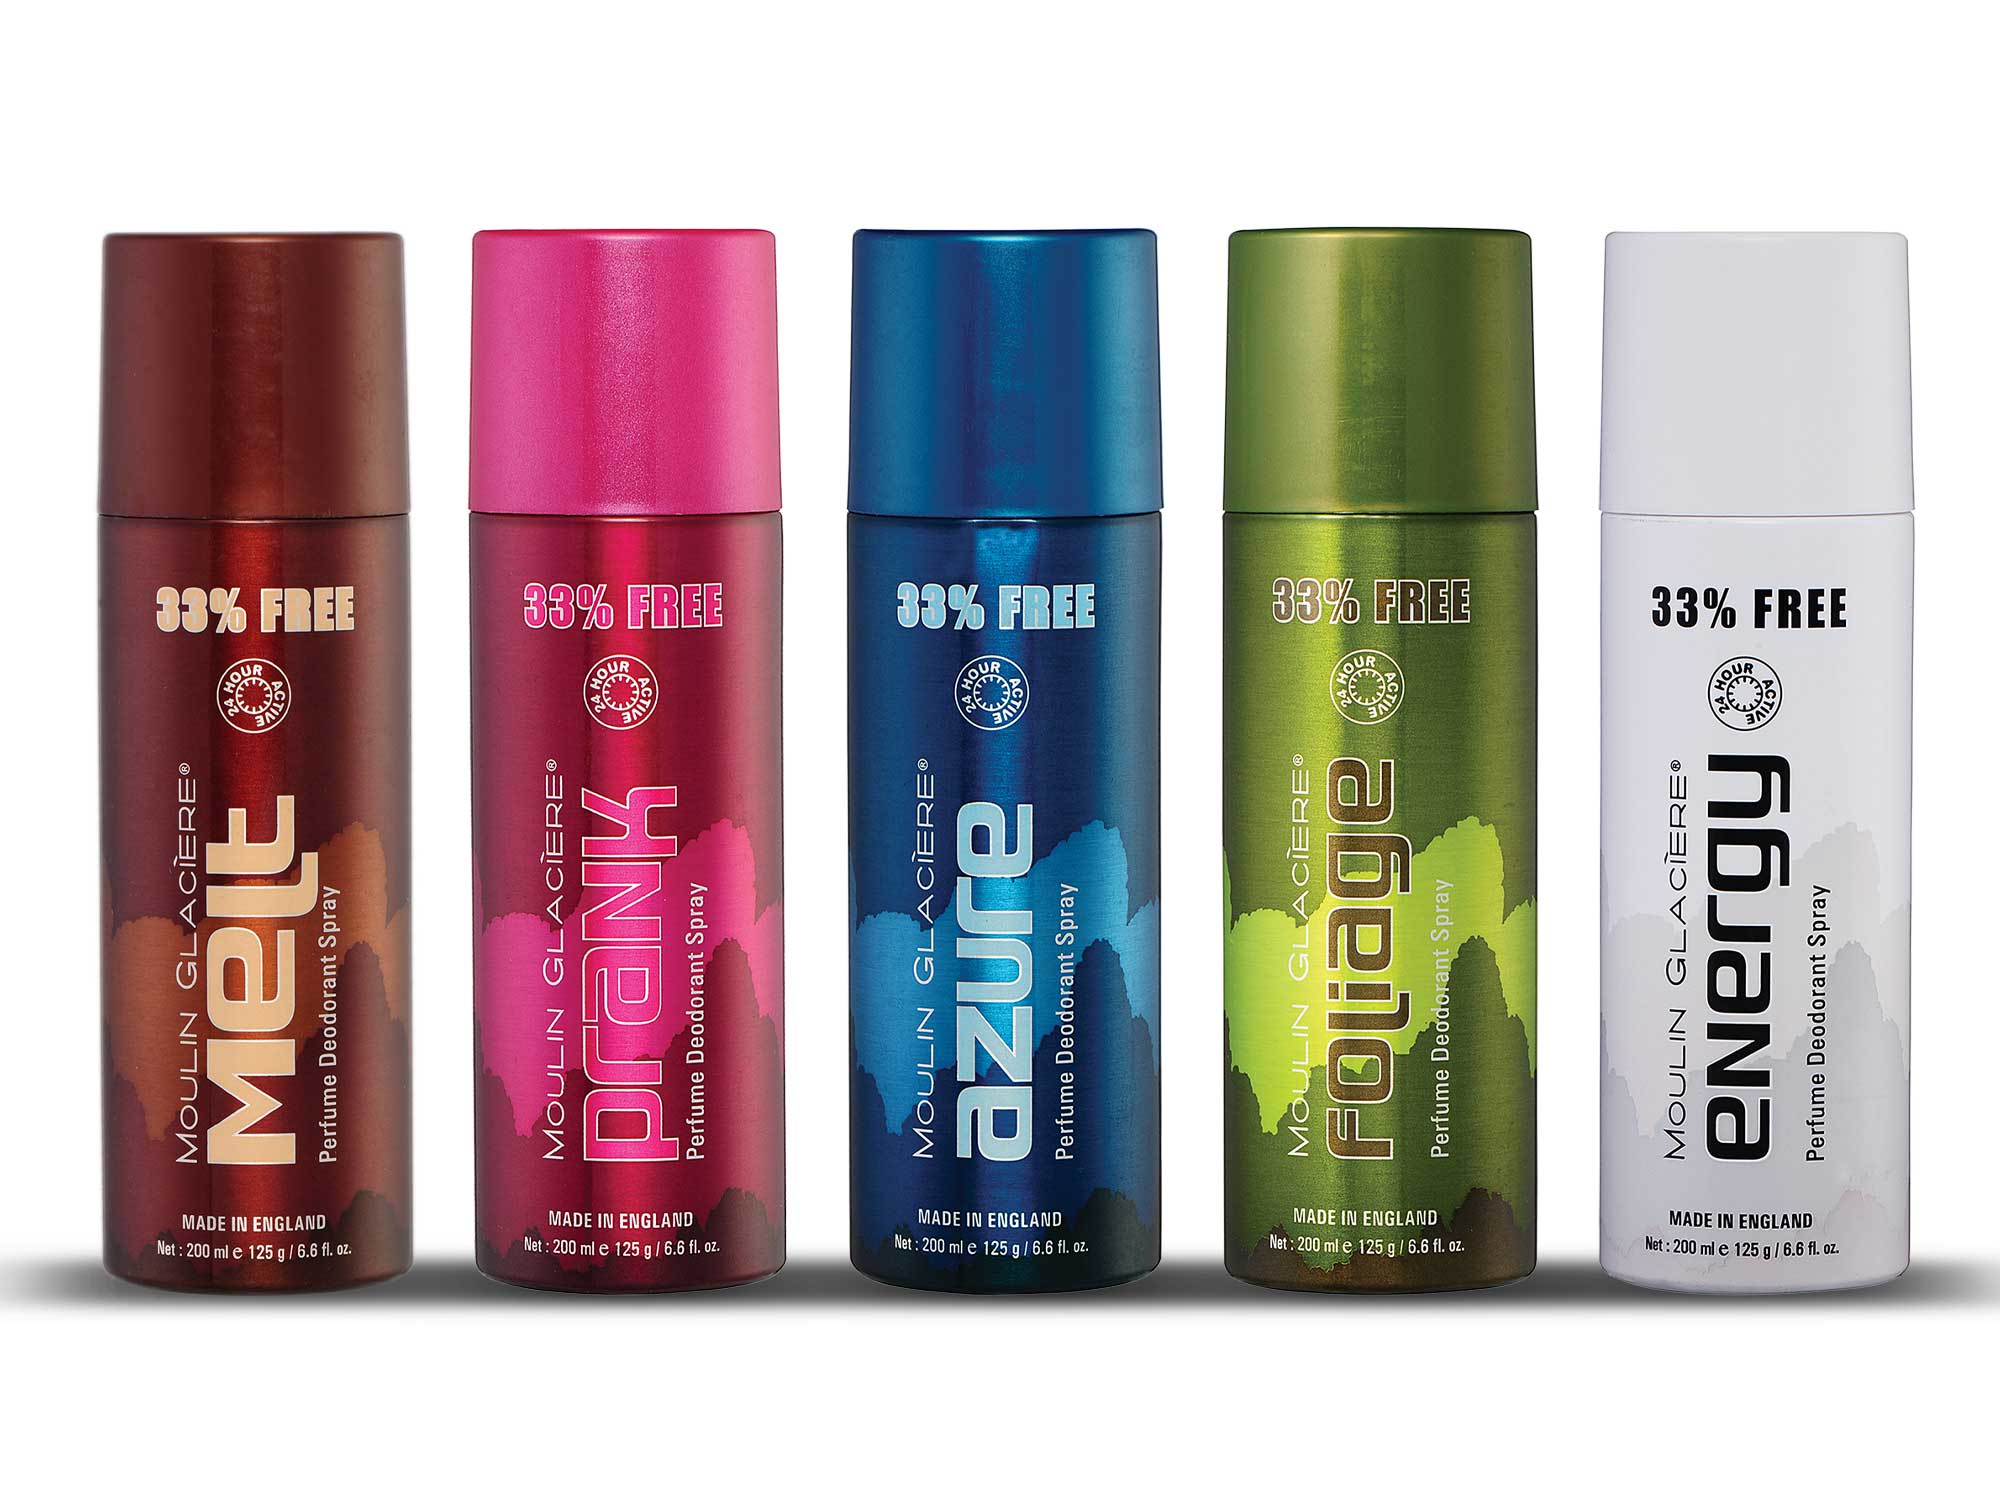 33% FREE
24 HOUR ACTIVE
MOULIN GLACÌERE®
Melt
Perfume Deodorant Spray
MADE IN ENGLAND
Net : 200 ml e 125 g / 6.6 fl. oz.
33% FREE
24 HOUR ACTIVE
MOULIN GLACÌERE®
prank
Perfume Deodorant Spray
MADE IN ENGLAND
Net : 200 ml e 125 g / 6.6 fl. oz.
33% FREE
24 HOUR ACTIVE
MOULIN GLACÌERE®
azure
Perfume Deodorant Spray
MADE IN ENGLAND
Net : 200 ml e 125 g / 6.6 fl. oz.
33% FREE
24 HOUR ACTIVE
MOULIN GLACÌERE®
foliage
Perfume Deodorant Spray
MADE IN ENGLAND
Net : 200 ml e 125 g / 6.6 fl. oz.
33% FREE
24 HOUR ACTIVE
MOULIN GLACÌERE®
energy
Perfume Deodorant Spray
MADE IN ENGLAND
Net : 200 ml e 125 g / 6.6 fl. oz.